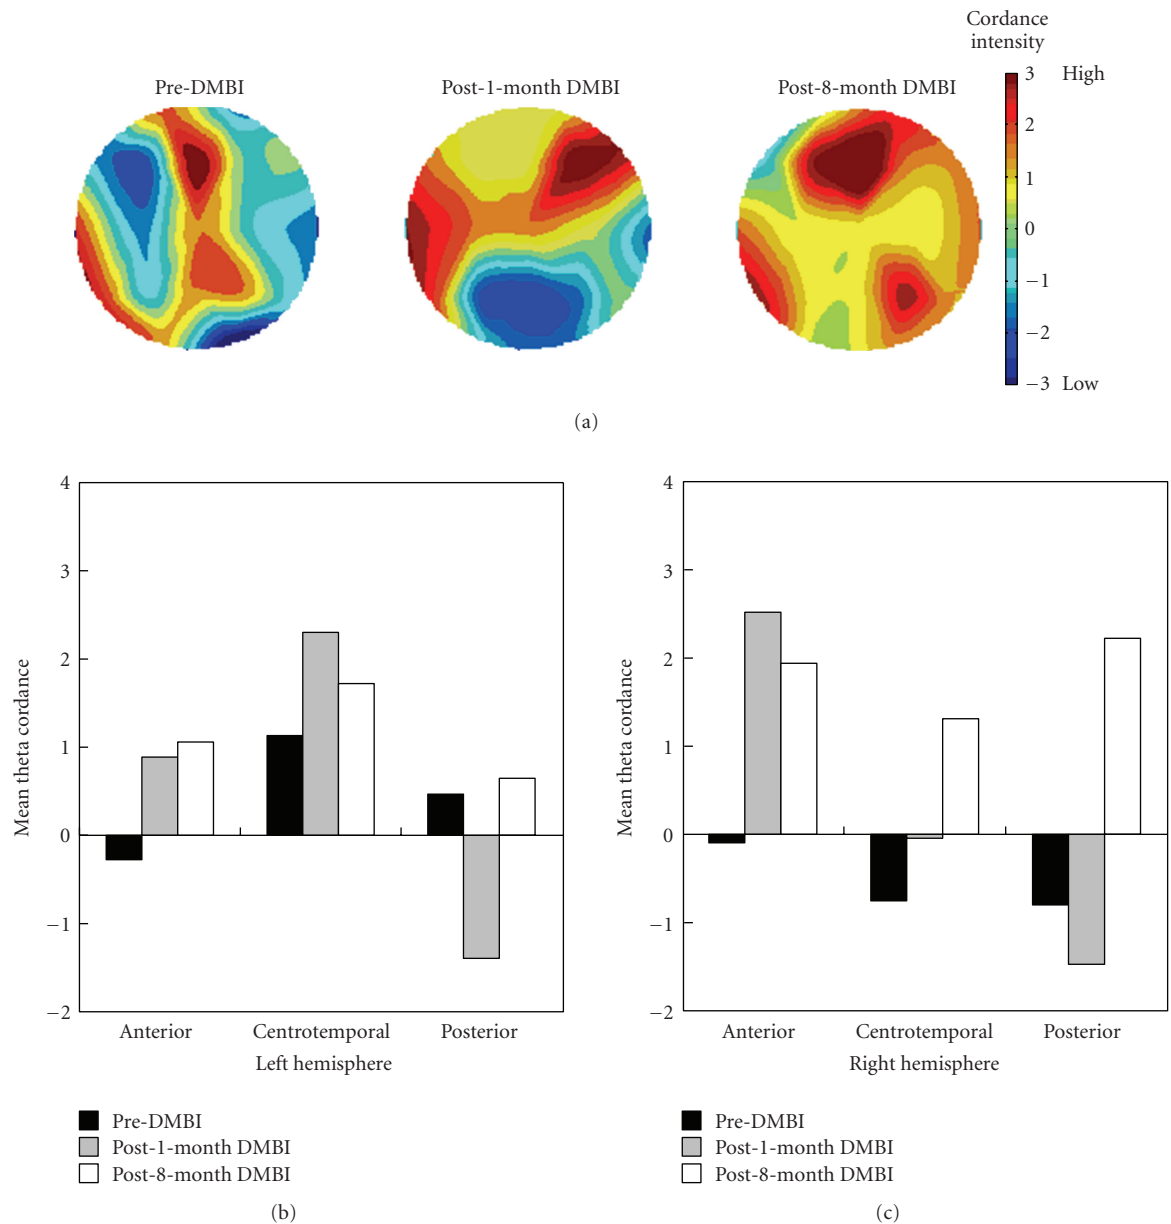 Cordance
intensity
Pre-DMBI
Post-1-month DMBI
Post-8-month DMBI
3 High
2
1
0
−1
−2
−3 Low
(a)
4
3
2
1
0
−1
−2
Mean theta cordance
Anterior Centrotemporal Posterior
Left hemisphere
Pre-DMBI
Post-1-month DMBI
Post-8-month DMBI
(b)
4
3
2
1
0
−1
−2
Mean theta cordance
Anterior Centrotemporal Posterior
Right hemisphere
Pre-DMBI
Post-1-month DMBI
Post-8-month DMBI
(c)